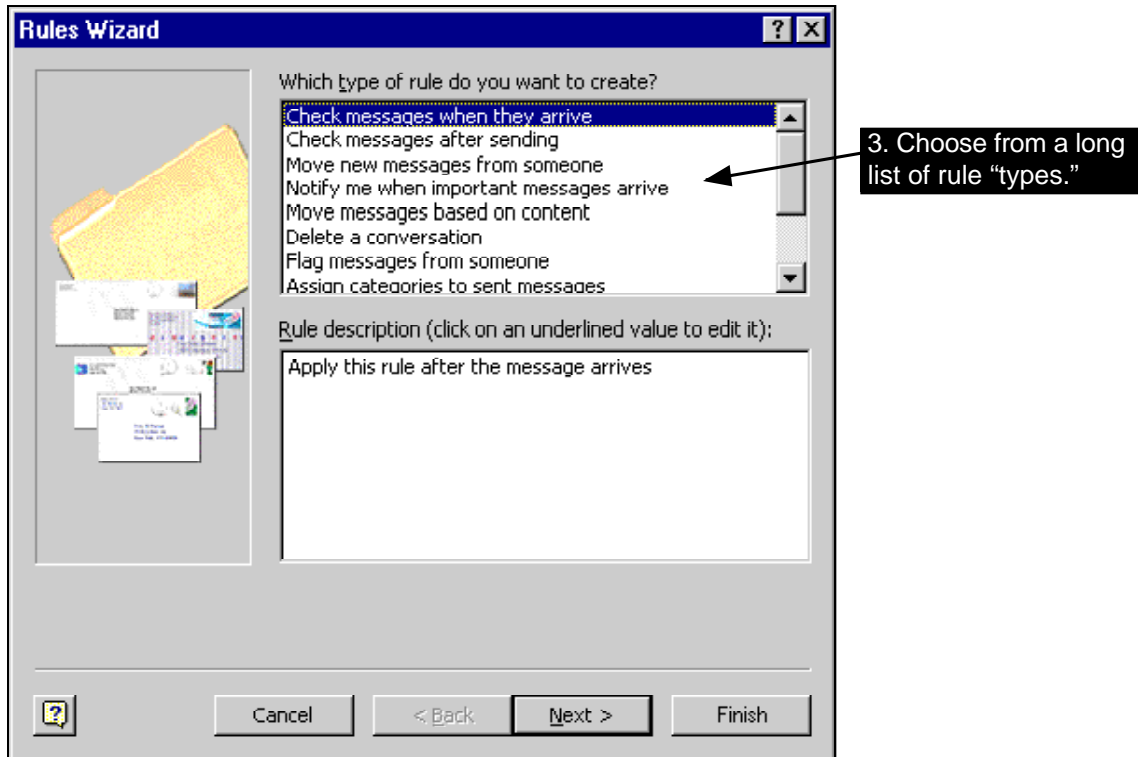 Rules Wizard
Which type of rule do you want to create?
Check messages when they arrive
Check messages after sending
Move new messages from someone
Notify me when important messages arrive
Move messages based on content
Delete a conversation
Flag messages from someone
Assign categories to sent messages
3. Choose from a long
list of rule “types.”
Rule description (click on an underlined value to edit it):
Apply this rule after the message arrives
Cancel
< Back
Next >
Finish